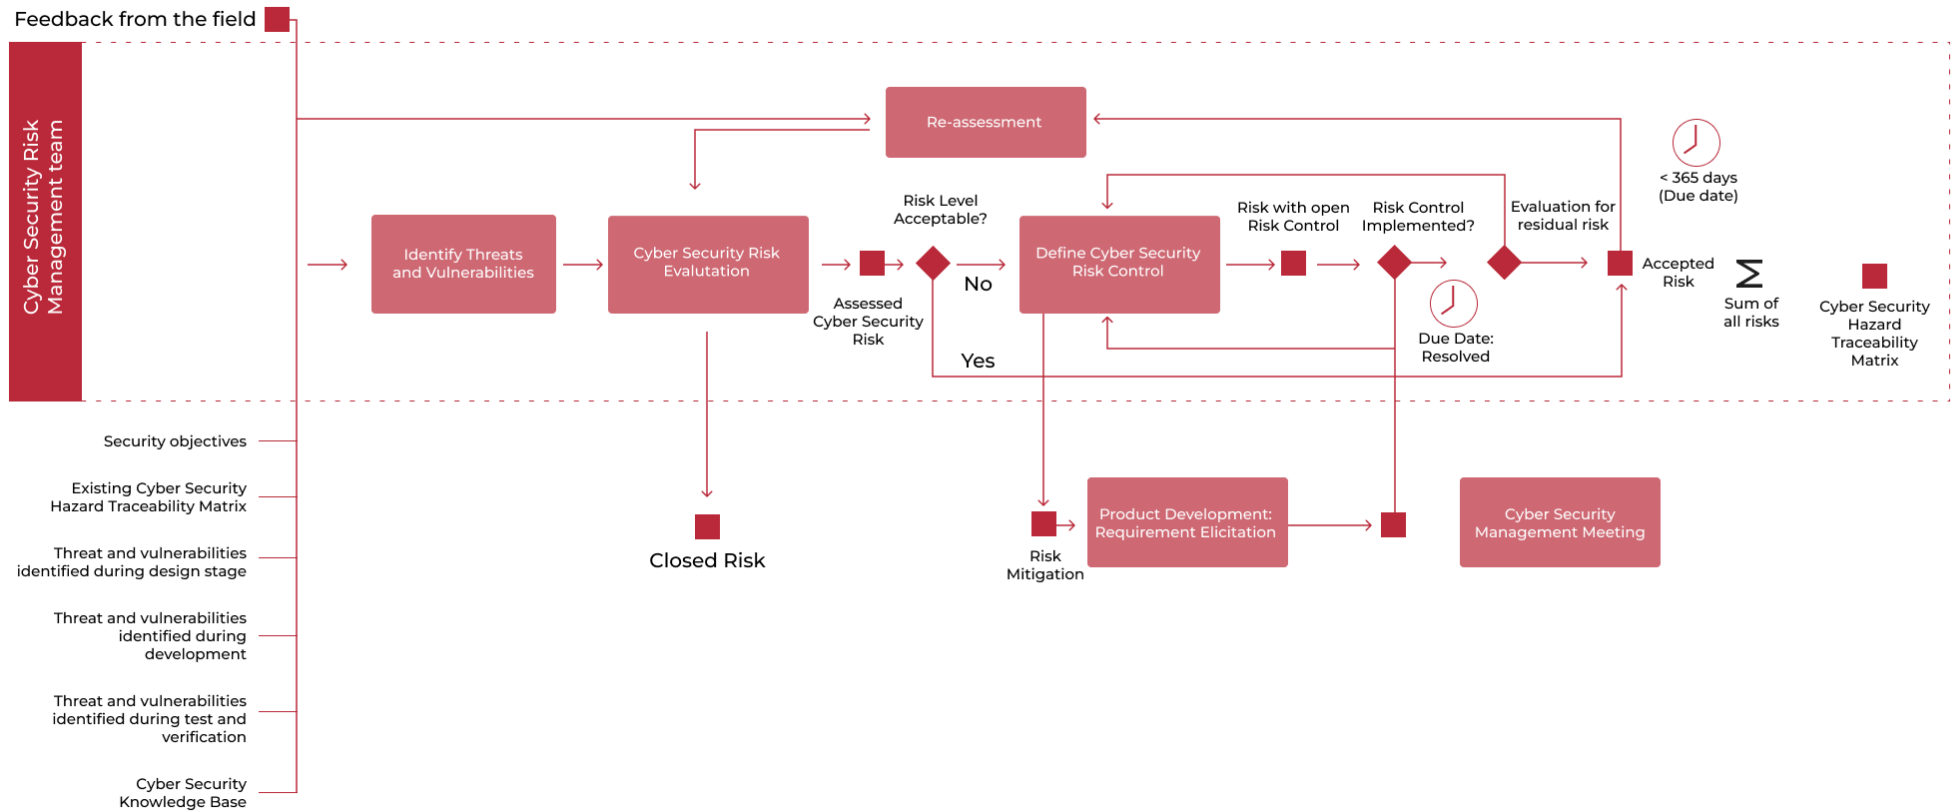 Feedback from the field
Cyber Security Risk
Management team
Re-assessment
< 365 days
(Due date)
Identify Threats
and Vulnerabilities
Cyber Security Risk
Evalutation
Assessed
Cyber Security
Risk
Risk Level
Acceptable?
No
Yes
Define Cyber Security
Risk Control
Risk with open
Risk Control
Risk Control
Implemented?
Due Date:
Resolved
Evaluation for
residual risk
Accepted
Risk
Σ
Sum of
all risks
Cyber Security
Hazard
Traceability
Matrix
Security objectives
Existing Cyber Security
Hazard Traceability Matrix
Threat and vulnerabilities
identified during design stage
Threat and vulnerabilities
identified during
development
Threat and vulnerabilities
identified during test and
verification
Cyber Security
Knowledge Base
Closed Risk
Risk
Mitigation
Product Development:
Requirement Elicitation
Cyber Security
Management Meeting